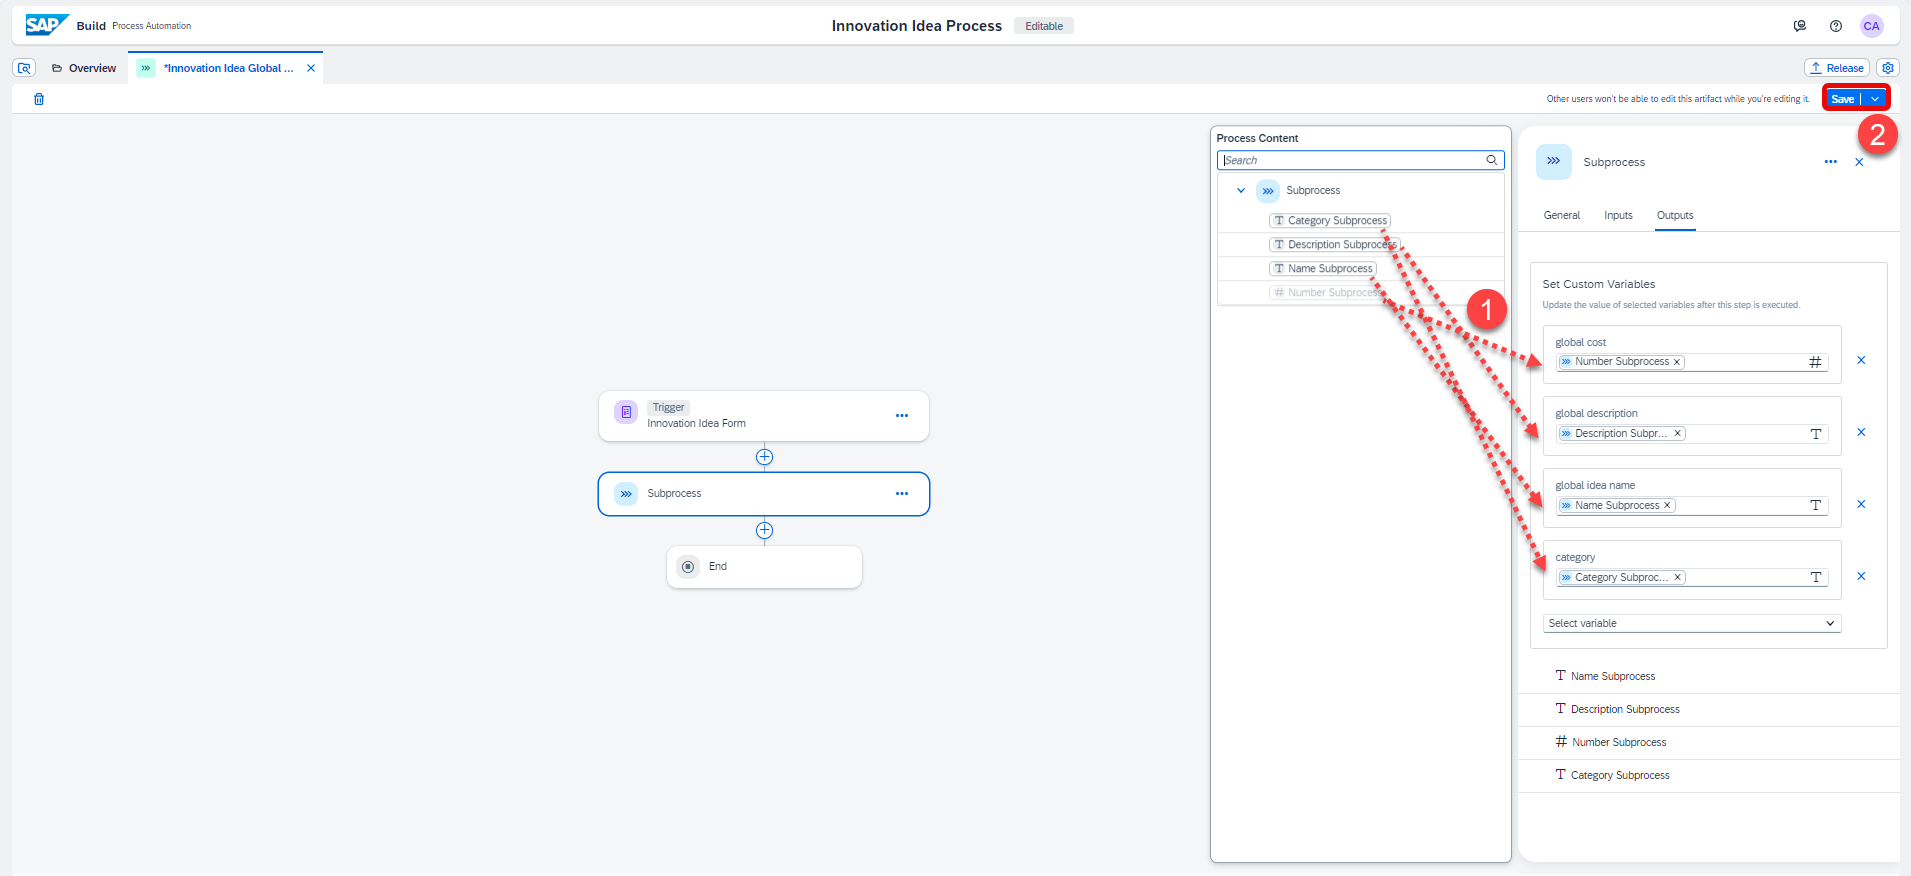 SAP Build Process Automation
Innovation Idea Process Editable
CA
Overview
*Innovation Idea Global ...
Release
Other users won't be able to edit this artifact while you're editing it.
Save
2
Process Content
Search
Subprocess
Category Subprocess
Description Subprocess
Name Subprocess
Number Subprocess
1
Trigger
Innovation Idea Form
Subprocess
End
Subprocess
General Inputs Outputs
Set Custom Variables
Update the value of selected variables after this step is executed.
global cost
Number Subprocess
global description
Description Subpr...
global idea name
Name Subprocess
category
Category Subproc...
Select variable
Name Subprocess
Description Subprocess
Number Subprocess
Category Subprocess